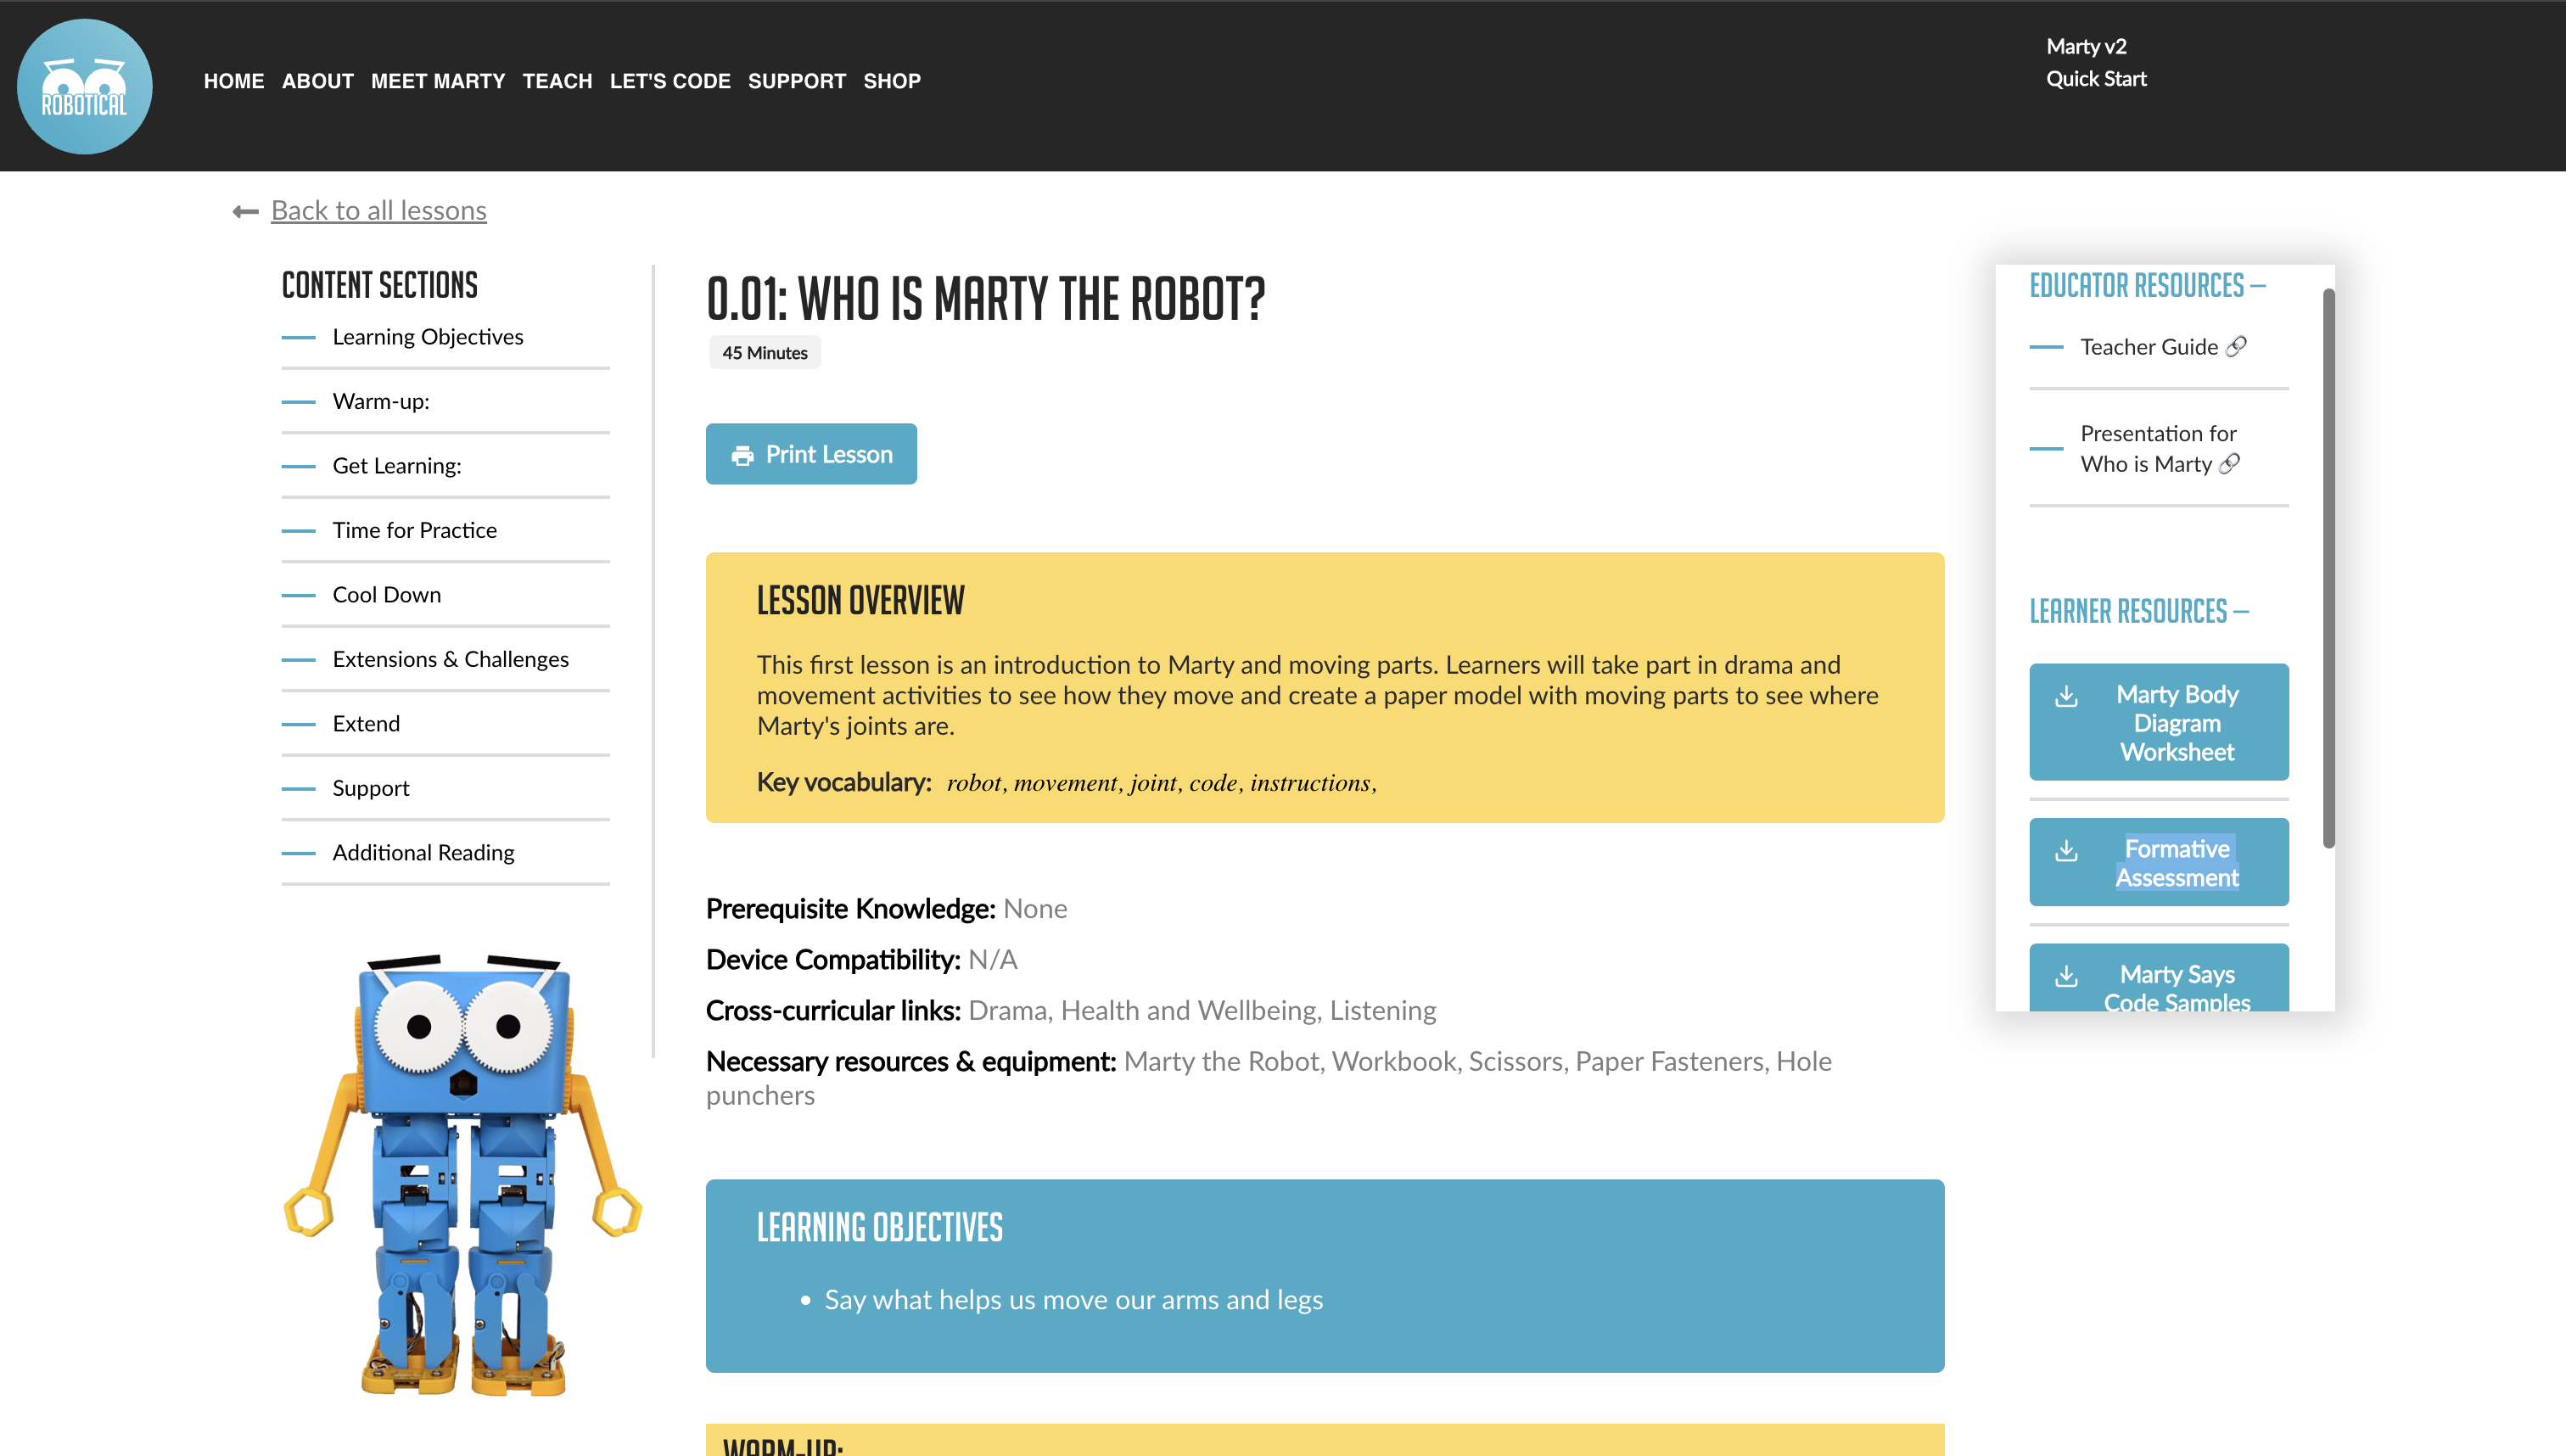 ROBOTICAL
HOME ABOUT MEET MARTY TEACH LET'S CODE SUPPORT SHOP
Marty v2
Quick Start
Back to all lessons
CONTENT SECTIONS
Learning Objectives
Warm-up:
Get Learning:
Time for Practice
Cool Down
Extensions & Challenges
Extend
Support
Additional Reading
0.01: WHO IS MARTY THE ROBOT?
45 Minutes
Print Lesson
LESSON OVERVIEW
This first lesson is an introduction to Marty and moving parts. Learners will take part in drama and
movement activities to see how they move and create a paper model with moving parts to see where
Marty's joints are.
Key vocabulary: robot, movement, joint, code, instructions,
Prerequisite Knowledge: None
Device Compatibility: N/A
Cross-curricular links: Drama, Health and Wellbeing, Listening
Necessary resources & equipment: Marty the Robot, Workbook, Scissors, Paper Fasteners, Hole
punchers
LEARNING OBJECTIVES
• Say what helps us move our arms and legs
WARM-UP:
EDUCATOR RESOURCES –
Teacher Guide
Presentation for
Who is Marty
LEARNER RESOURCES –
Marty Body
Diagram
Worksheet
Formative
Assessment
Marty Says
Code Samples